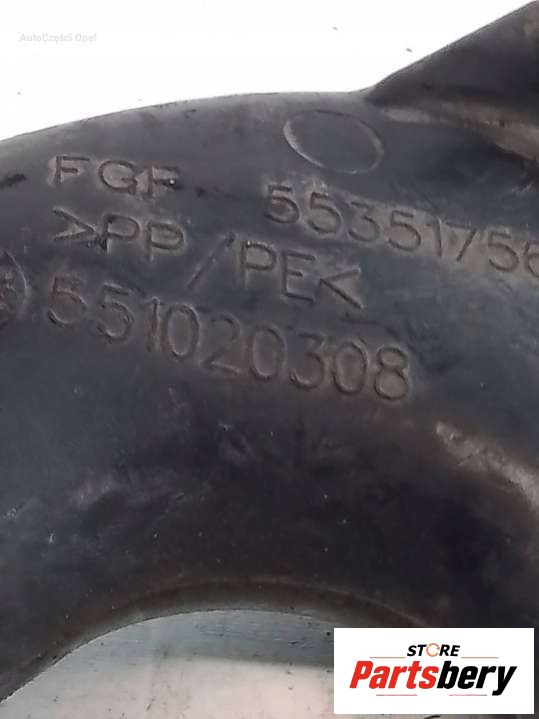 AutoCzęści Opel
FGF 55351756
>PP/PE<
551020308
STORE
Partsbery